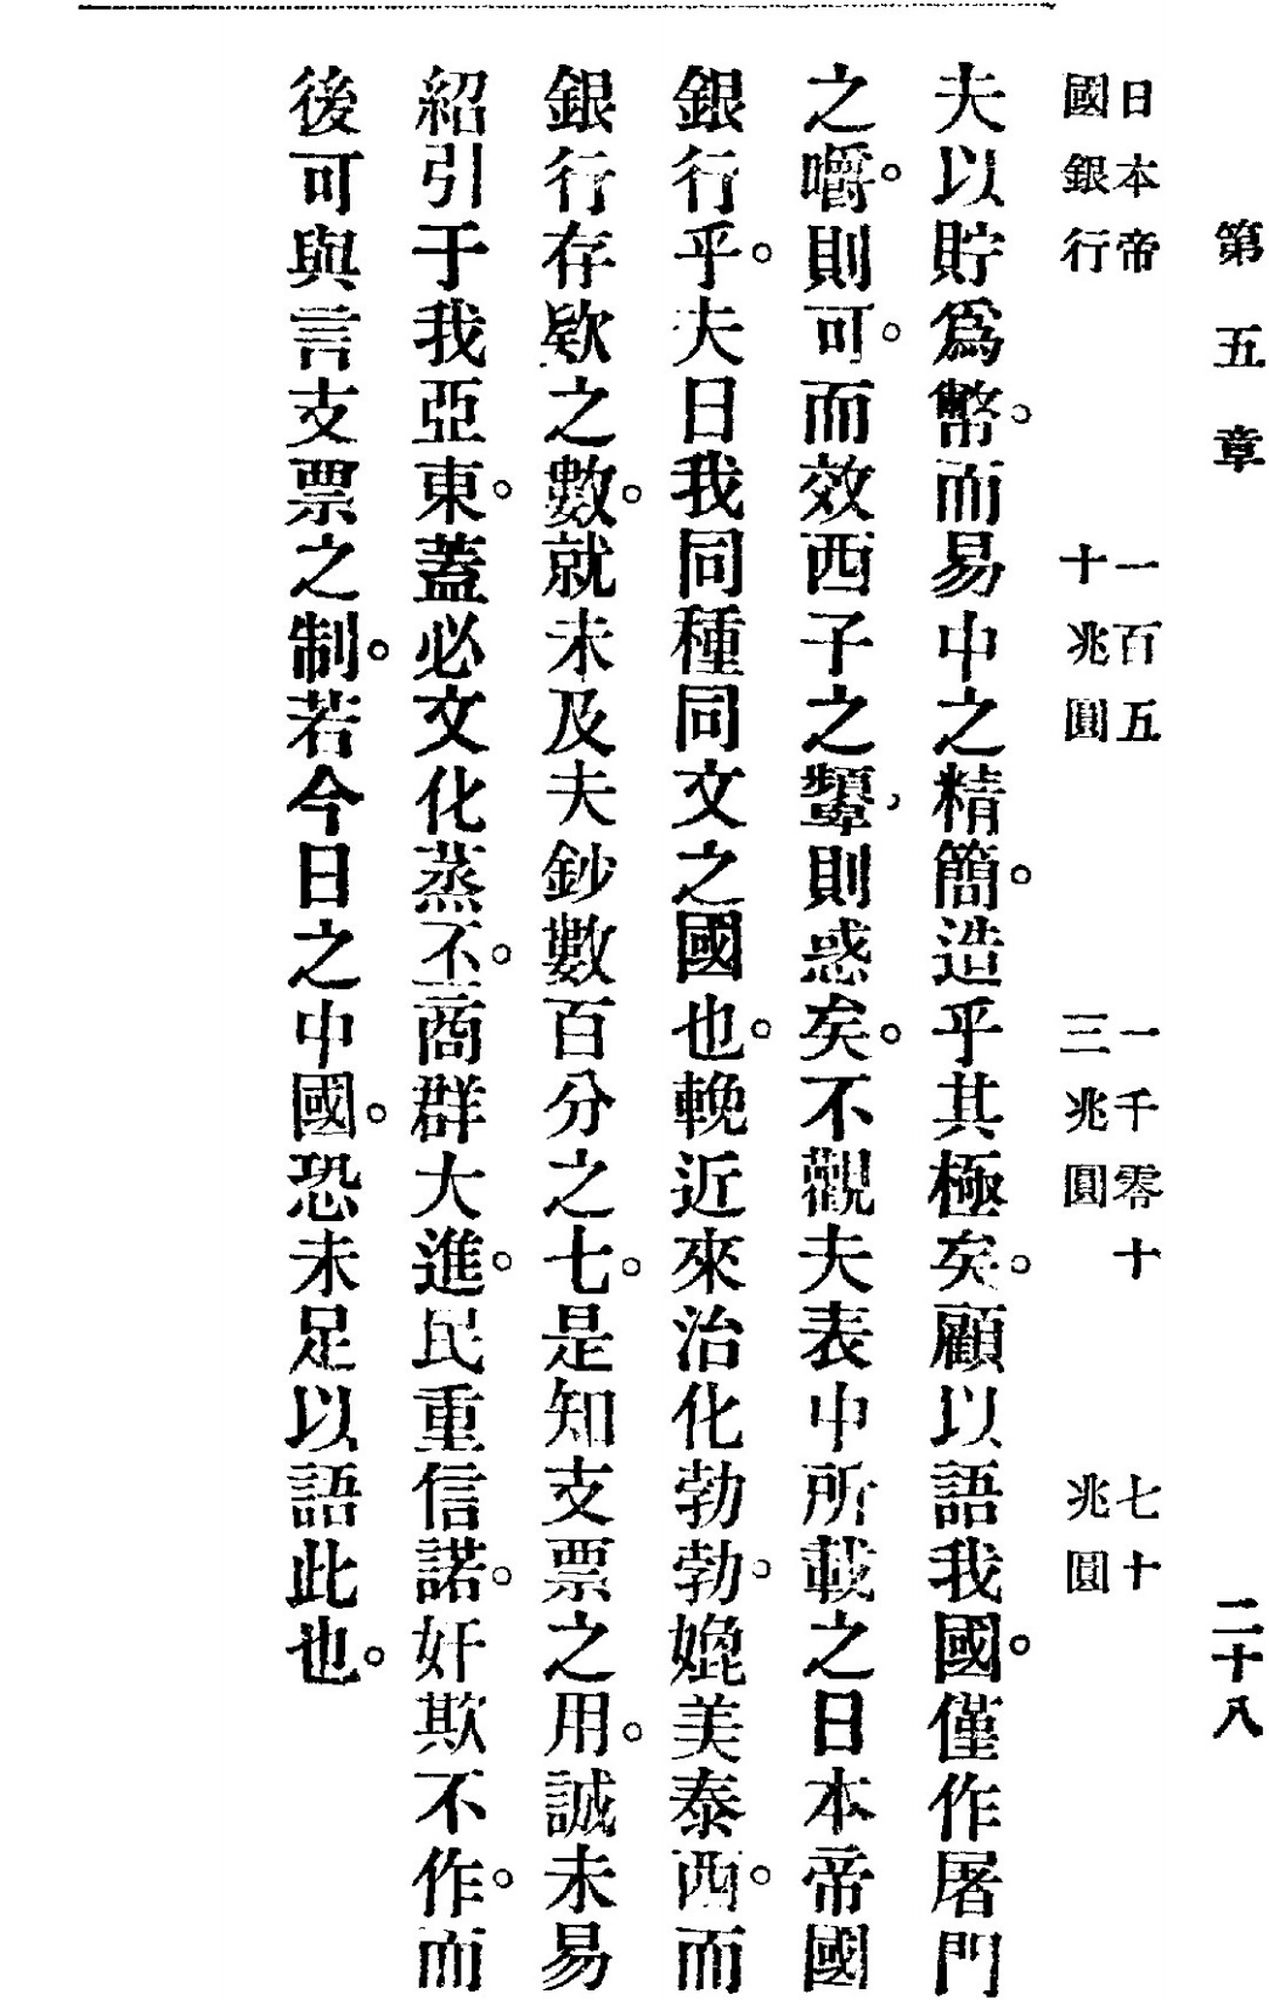 第五章 二十八
日本帝國銀行 一百五十兆圓 一千零十三兆圓 七十兆圓
夫以貯爲幣。而易中之精簡。造乎其極矣。顧以語我國。僅作屠門
之嚼。則可。而效西子之顰,則惑矣。不觀夫表中所載之日本帝國
銀行乎。夫日我同種同文之國也。輓近來治化勃勃。媲美泰西。而
銀行存欵之數。就未及夫鈔數百分之七。是知支票之用。誠未易
紹引于我亞東。蓋必文化蒸丕。商群大進。民重信諾。奸欺不作。而
後可與言支票之制。若今日之中國。恐未足以語此也。